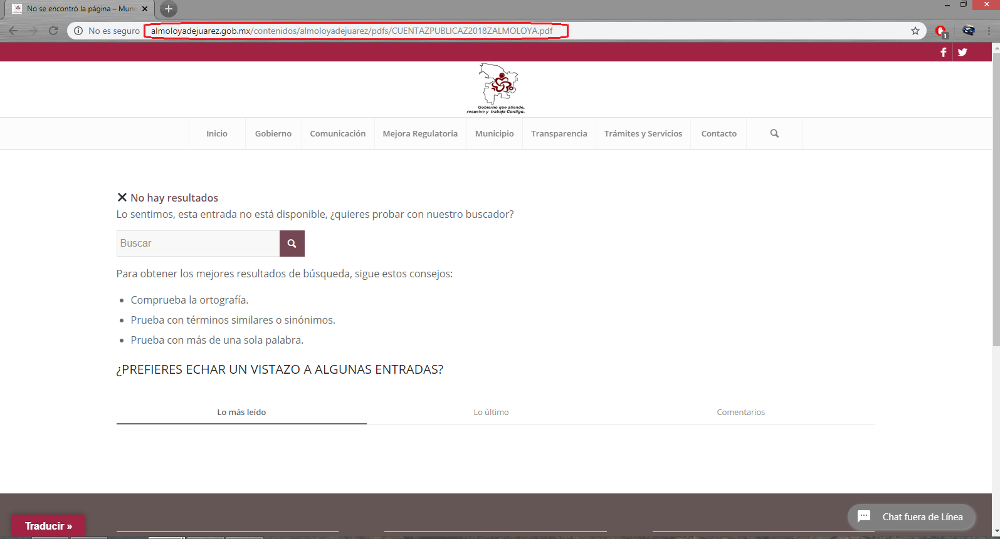 No se encontró la página – Mun
No es seguro almoloyadejuarez.gob.mx/contenidos/almoloyadejuarez/pdfs/CUENTAZPUBLICAZ2018ZALMOLOYA.pdf
1
Gobierno que atiende,
resuelve y trabaja Contigo.
Inicio Gobierno Comunicación Mejora Regulatoria Municipio Transparencia Trámites y Servicios Contacto
No hay resultados
Lo sentimos, esta entrada no está disponible, ¿quieres probar con nuestro buscador?
Buscar
Para obtener los mejores resultados de búsqueda, sigue estos consejos:
Comprueba la ortografía.
Prueba con términos similares o sinónimos.
Prueba con más de una sola palabra.
¿PREFIERES ECHAR UN VISTAZO A ALGUNAS ENTRADAS?
Lo más leído Lo último Comentarios
Traducir »
Chat fuera de Línea